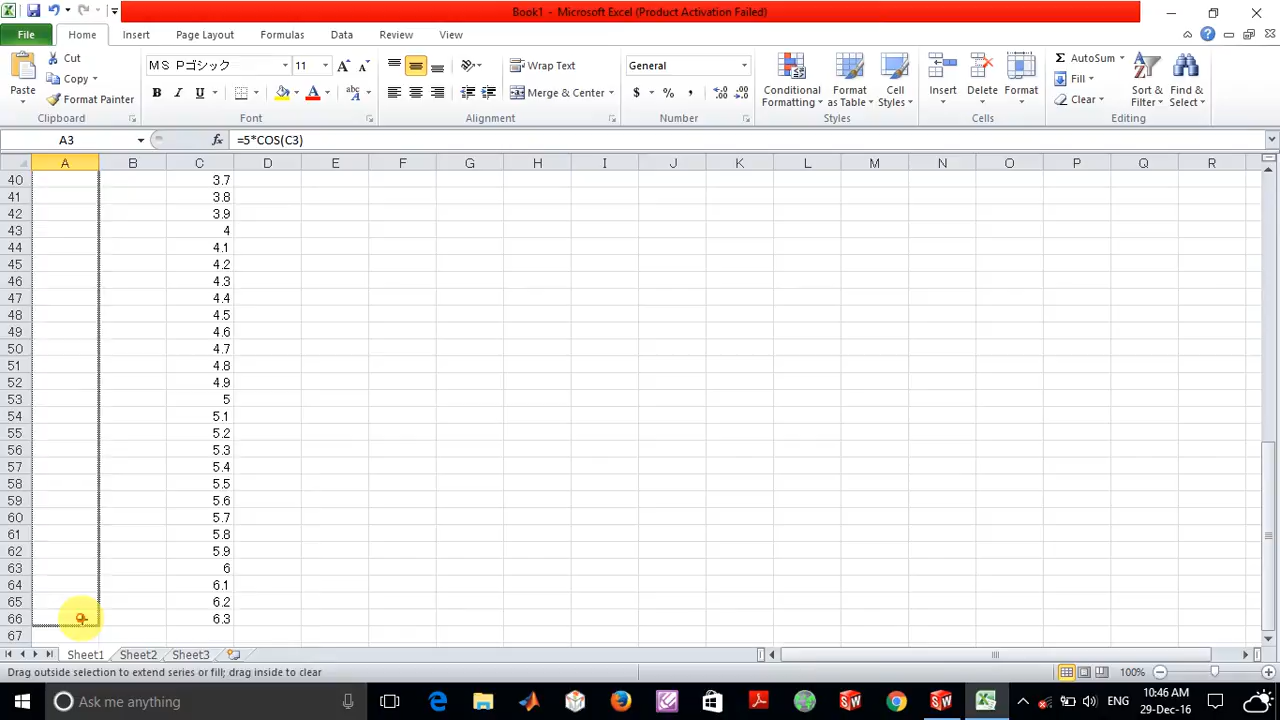 Book1 - Microsoft Excel (Product Activation Failed)
File Home Insert Page Layout Formulas Data Review View
Paste
Cut
Copy
Format Painter
Clipboard
ＭＳ Ｐゴシック 11
B I U
Font
Wrap Text
Merge & Center
Alignment
General
$ % ,
Number
Conditional Formatting
Format as Table
Cell Styles
Styles
Insert Delete Format
Cells
AutoSum
Fill
Clear
Sort & Filter
Find & Select
Editing
A3 fx =5*COS(C3)
A B C D E F G H I J K L M N O P Q R
40 3.7
41 3.8
42 3.9
43 4
44 4.1
45 4.2
46 4.3
47 4.4
48 4.5
49 4.6
50 4.7
51 4.8
52 4.9
53 5
54 5.1
55 5.2
56 5.3
57 5.4
58 5.5
59 5.6
60 5.7
61 5.8
62 5.9
63 6
64 6.1
65 6.2
66 6.3
67
Sheet1 Sheet2 Sheet3
Drag outside selection to extend series or fill; drag inside to clear
100%
Ask me anything
ENG
10:46 AM
29-Dec-16